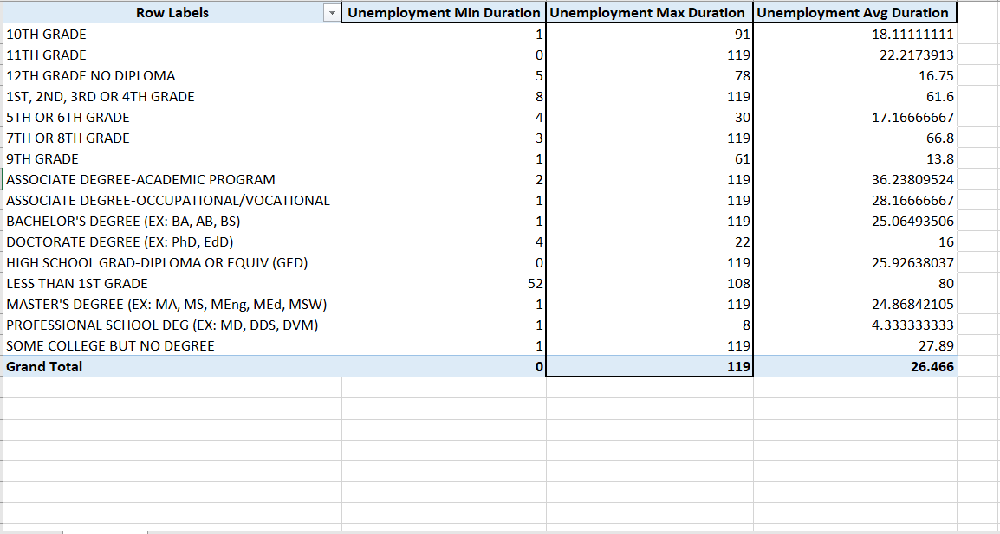 Row Labels Unemployment Min Duration Unemployment Max Duration Unemployment Avg Duration
10TH GRADE 1 91 18.11111111
11TH GRADE 0 119 22.2173913
12TH GRADE NO DIPLOMA 5 78 16.75
1ST, 2ND, 3RD OR 4TH GRADE 8 119 61.6
5TH OR 6TH GRADE 4 30 17.16666667
7TH OR 8TH GRADE 3 119 66.8
9TH GRADE 1 61 13.8
ASSOCIATE DEGREE-ACADEMIC PROGRAM 2 119 36.23809524
ASSOCIATE DEGREE-OCCUPATIONAL/VOCATIONAL 1 119 28.16666667
BACHELOR'S DEGREE (EX: BA, AB, BS) 1 119 25.06493506
DOCTORATE DEGREE (EX: PhD, EdD) 4 22 16
HIGH SCHOOL GRAD-DIPLOMA OR EQUIV (GED) 0 119 25.92638037
LESS THAN 1ST GRADE 52 108 80
MASTER'S DEGREE (EX: MA, MS, MEng, MEd, MSW) 1 119 24.86842105
PROFESSIONAL SCHOOL DEG (EX: MD, DDS, DVM) 1 8 4.333333333
SOME COLLEGE BUT NO DEGREE 1 119 27.89
Grand Total 0 119 26.466